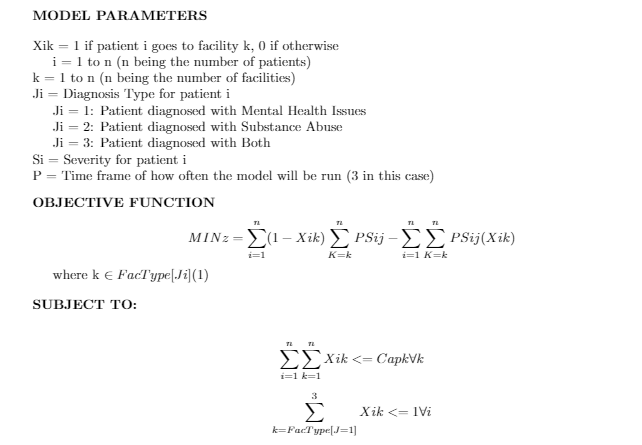 MODEL PARAMETERS
Xik = 1 if patient i goes to facility k, 0 if otherwise
i = 1 to n (n being the number of patients)
k = 1 to n (n being the number of facilities)
Ji = Diagnosis Type for patient i
Ji = 1: Patient diagnosed with Mental Health Issues
Ji = 2: Patient diagnosed with Substance Abuse
Ji = 3: Patient diagnosed with Both
Si = Severity for patient i
P = Time frame of how often the model will be run (3 in this case)
OBJECTIVE FUNCTION
MINz = \sum_{i=1}^{n} (1 − Xik) \sum_{K=k}^{n} PSij − \sum_{i=1}^{n} \sum_{K=k}^{n} PSij(Xik)
where k ∈ FacType[Ji](1)
SUBJECT TO:
\sum_{i=1}^{n} \sum_{k=1}^{n} Xik <= Capk∀k
\sum_{k=FacType[J=1]}^{3} Xik <= 1∀i